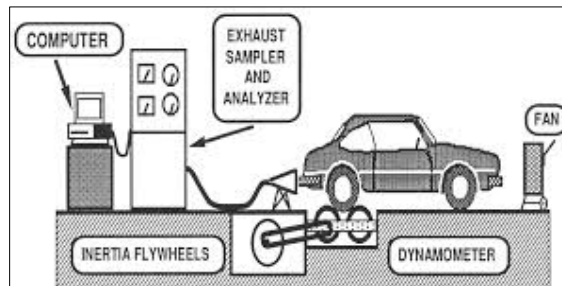 COMPUTER
EXHAUST
SAMPLER
AND
ANALYZER
FAN
INERTIA FLYWHEELS
DYNAMOMETER